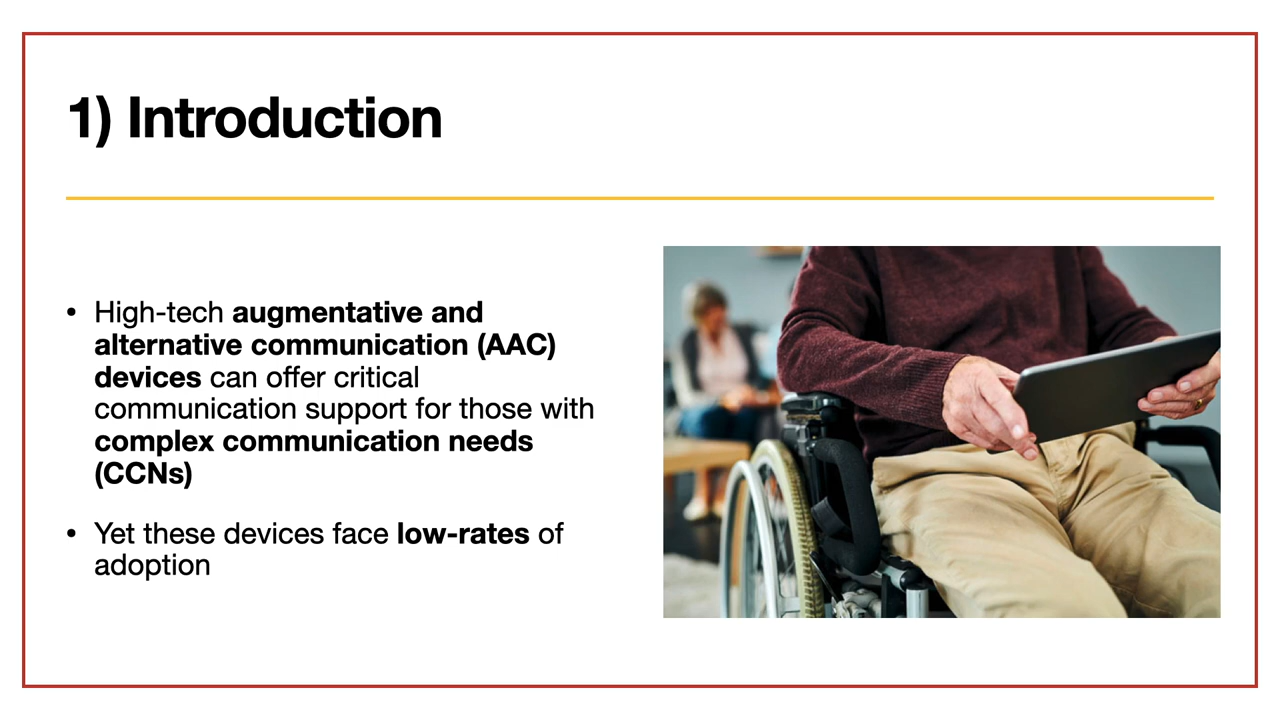 1) Introduction
• High-tech augmentative and
alternative communication (AAC)
devices can offer critical
communication support for those with
complex communication needs
(CCNs)
• Yet these devices face low-rates of
adoption